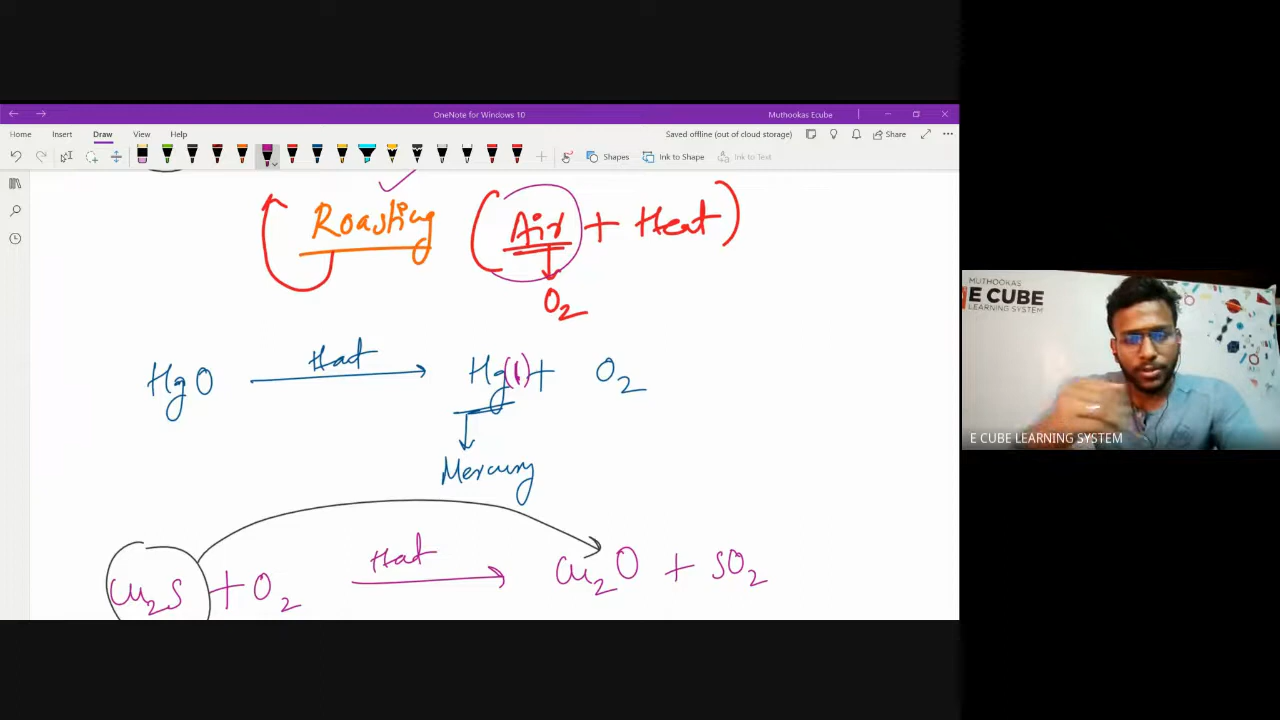 OneNote for Windows 10
Muthookas Ecube
Home Insert Draw View Help
Saved offline (out of cloud storage)
Share
Shapes
Ink to Shape
Ink to Text
Roasting (Air + Heat)
O2
HgO Heat Hg(l) + O2
Mercury
Cu2S + O2 Heat Cu2O + SO2
MUTHOOKAS
E CUBE
LEARNING SYSTEM
E CUBE LEARNING SYSTEM